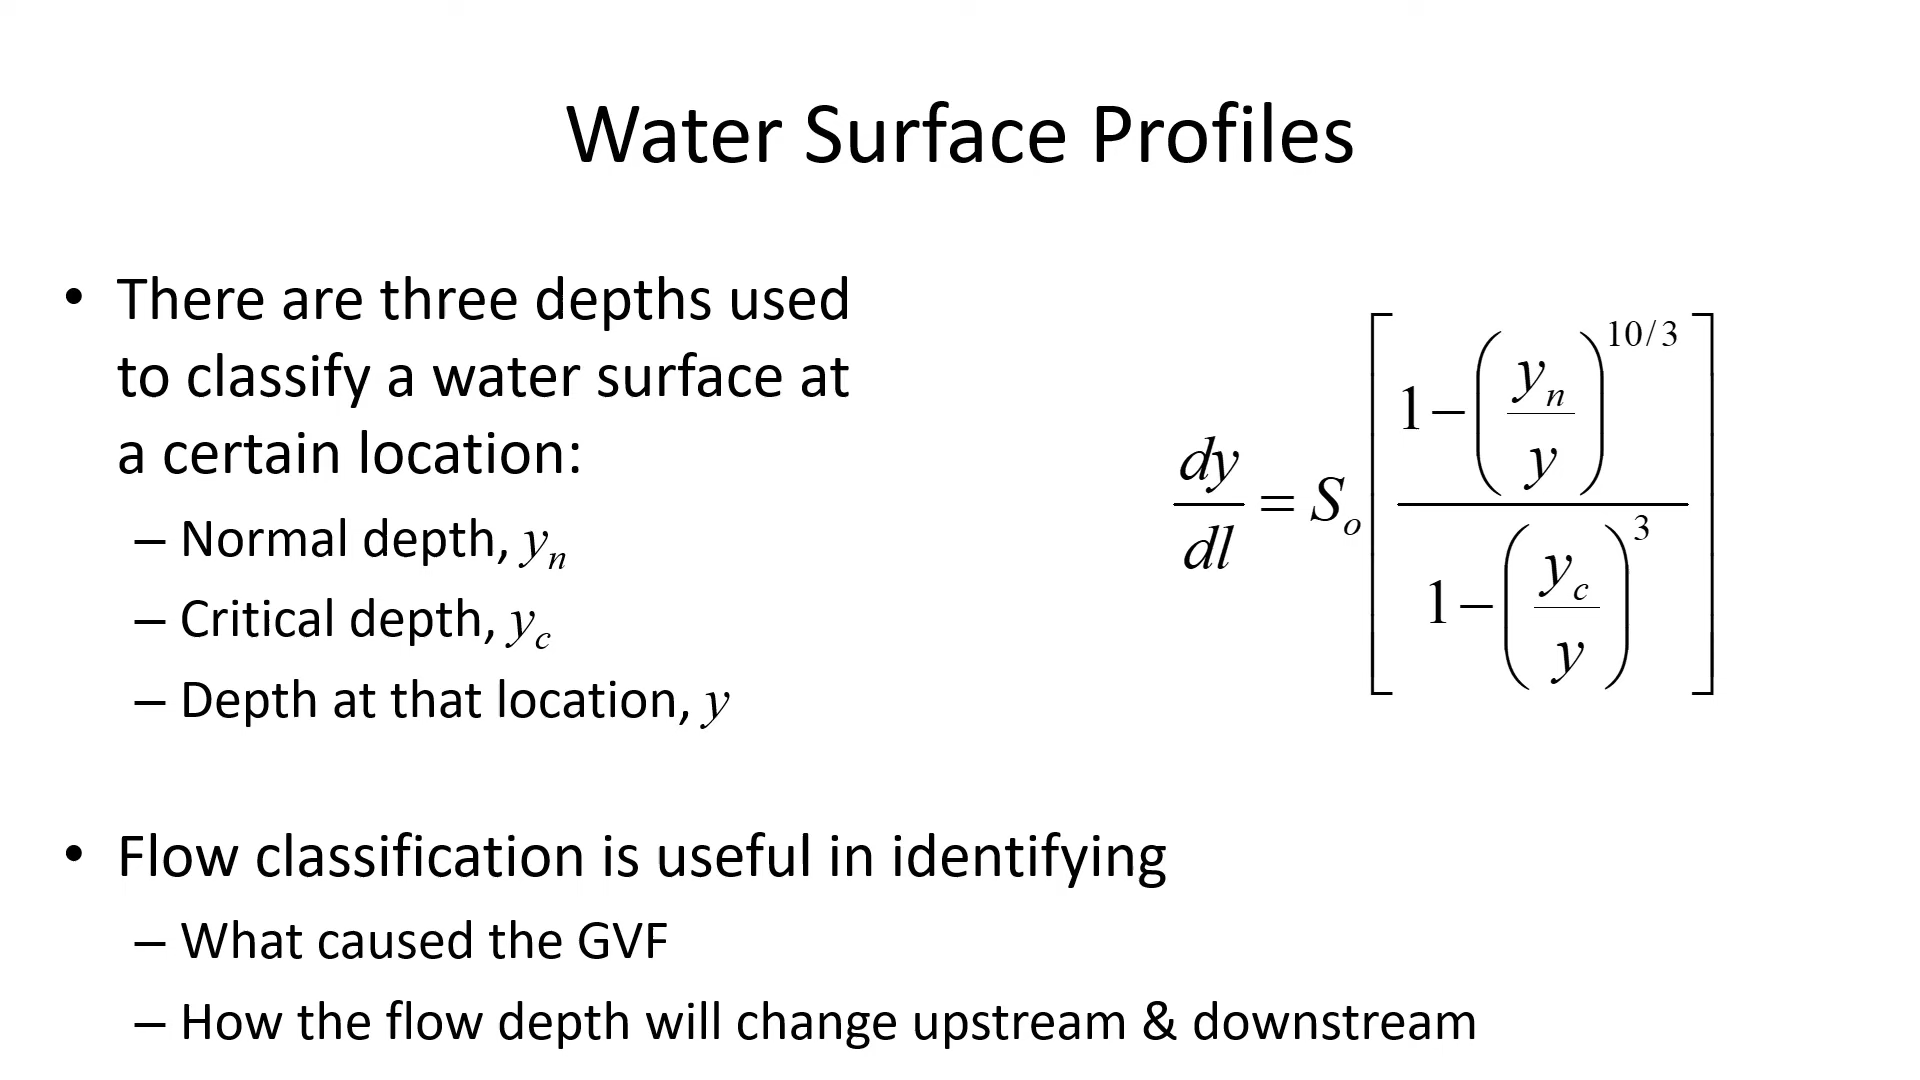 Water Surface Profiles
• There are three depths used
to classify a water surface at
a certain location:
– Normal depth, yₙ
– Critical depth, y_c
– Depth at that location, y
dy/dl = Sₒ [ (1 − (yₙ/y)^(10/3)) / (1 − (y_c/y)^3) ]
• Flow classification is useful in identifying
– What caused the GVF
– How the flow depth will change upstream & downstream